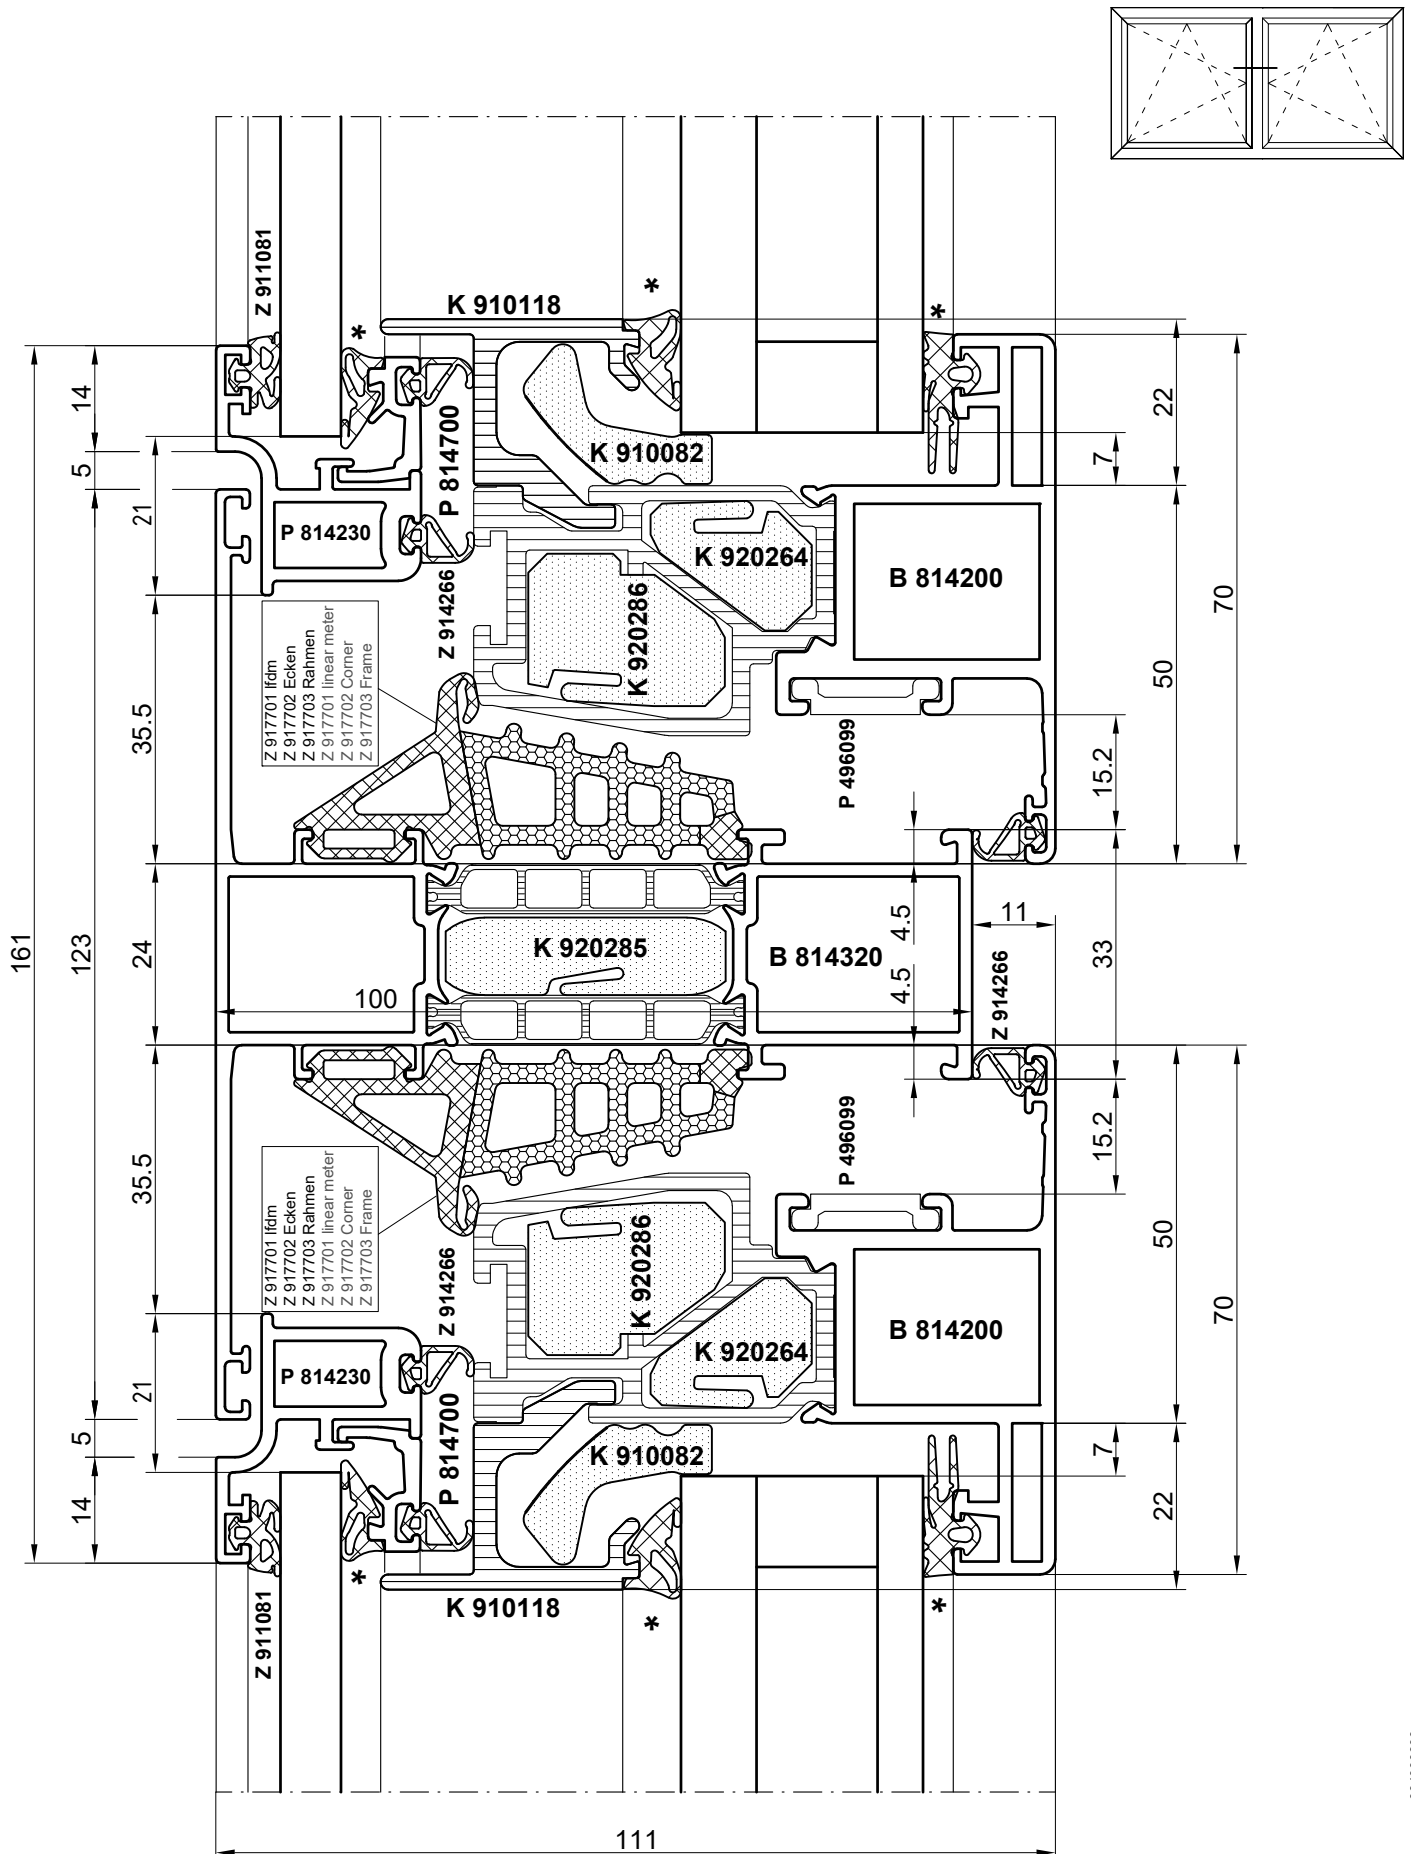 Z 911081
*
K 910118
*
*
14
5
21
P 814700
K 910082
7
22
P 814230
K 920264
B 814200
70
Z 914266
K 920286
50
Z 917701 lfdm
Z 917702 Ecken
Z 917703 Rahmen
Z 917701 linear meter
Z 917702 Corner
Z 917703 Frame
35.5
P 496099
15.2
161
123
24
K 920285
B 814320
4.5
4.5
11
33
100
Z 914266
35.5
P 496099
15.2
Z 917701 lfdm
Z 917702 Ecken
Z 917703 Rahmen
Z 917701 linear meter
Z 917702 Corner
Z 917703 Frame
Z 914266
K 920286
50
70
B 814200
K 920264
P 814230
21
5
14
P 814700
K 910082
7
22
*
K 910118
*
*
Z 911081
111